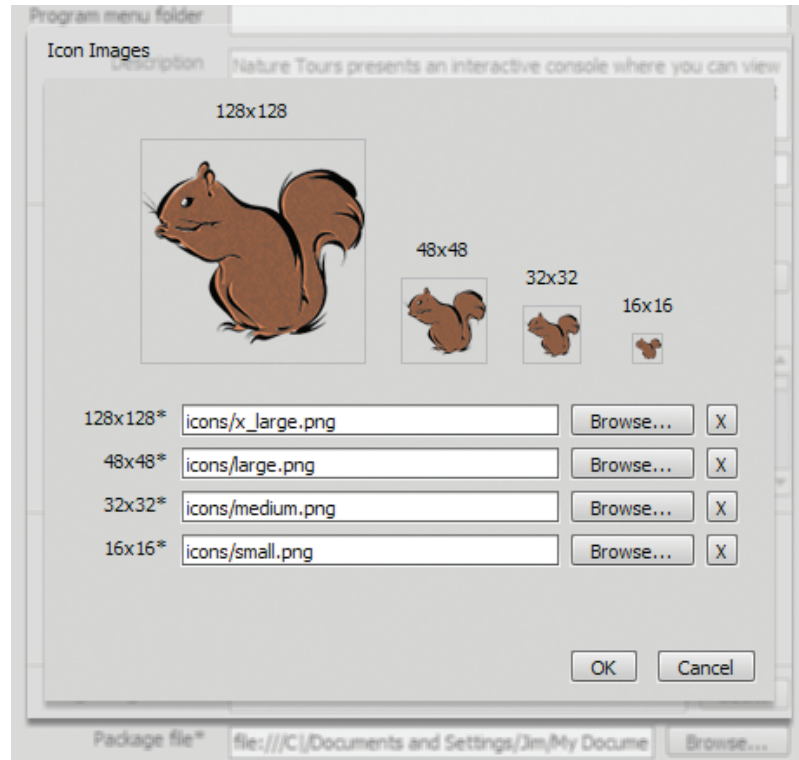 Program menu folder
Icon Images
Description
Nature Tours presents an interactive console where you can view
128x128
48x48
32x32
16x16
128x128* icons/x_large.png Browse... X
48x48* icons/large.png Browse... X
32x32* icons/medium.png Browse... X
16x16* icons/small.png Browse... X
OK Cancel
Package file* file:///C|/Documents and Settings/Jim/My Docume Browse...